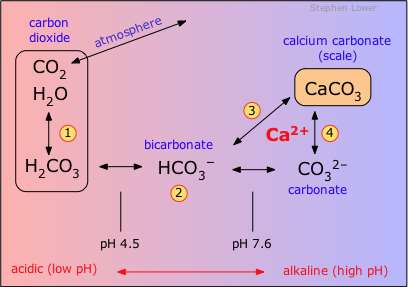 Stephen Lower
carbon
dioxide
atmosphere
calcium carbonate
(scale)
CO₂
H₂O
CaCO₃
1
3
Ca²⁺
4
bicarbonate
H₂CO₃
HCO₃⁻
CO₃²⁻
2
carbonate
pH 4.5
pH 7.6
acidic (low pH)
alkaline (high pH)